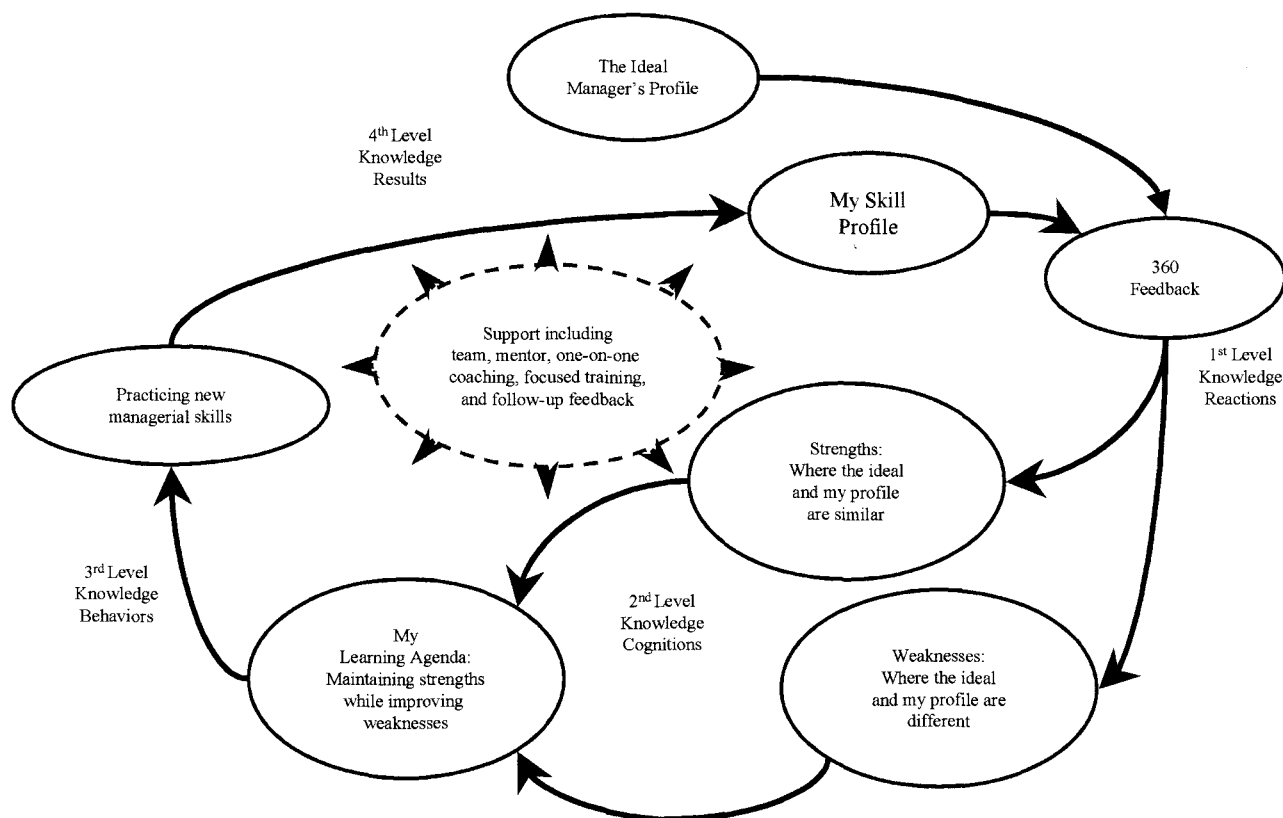 The Ideal
Manager's Profile
4th Level
Knowledge
Results
My Skill
Profile
360
Feedback
Support including
team, mentor, one-on-one
coaching, focused training,
and follow-up feedback
1st Level
Knowledge
Reactions
Practicing new
managerial skills
Strengths:
Where the ideal
and my profile
are similar
3rd Level
Knowledge
Behaviors
2nd Level
Knowledge
Cognitions
My
Learning Agenda:
Maintaining strengths
while improving
weaknesses
Weaknesses:
Where the ideal
and my profile are
different